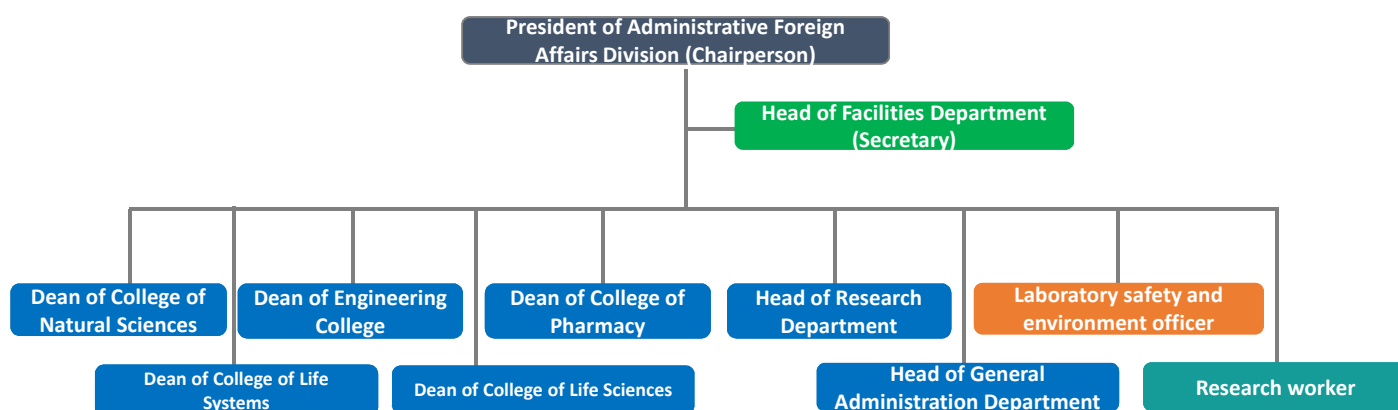 President of Administrative Foreign
Affairs Division (Chairperson)
Head of Facilities Department
(Secretary)
Dean of College of
Natural Sciences
Dean of Engineering
College
Dean of College of
Pharmacy
Head of Research
Department
Laboratory safety and
environment officer
Dean of College of Life
Systems
Dean of College of Life Sciences
Head of General
Administration Department
Research worker